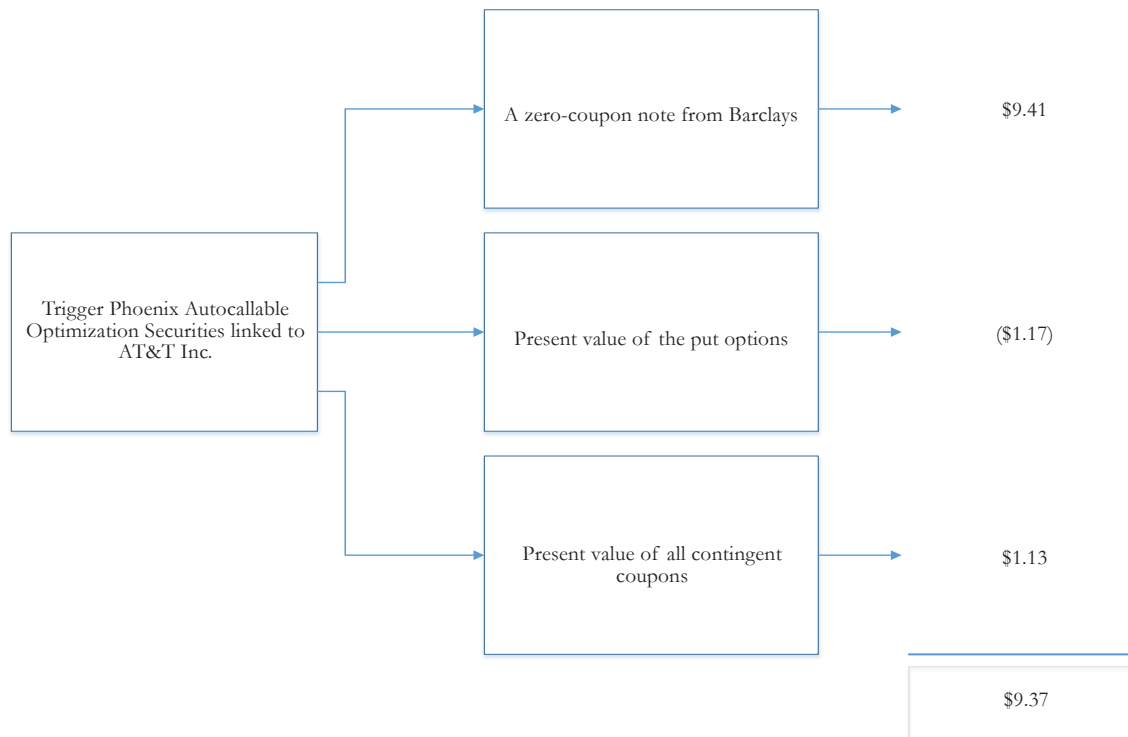 A zero-coupon note from Barclays
$9.41
Trigger Phoenix Autocallable
Optimization Securities linked to
AT&T Inc.
Present value of the put options
($1.17)
Present value of all contingent
coupons
$1.13
$9.37